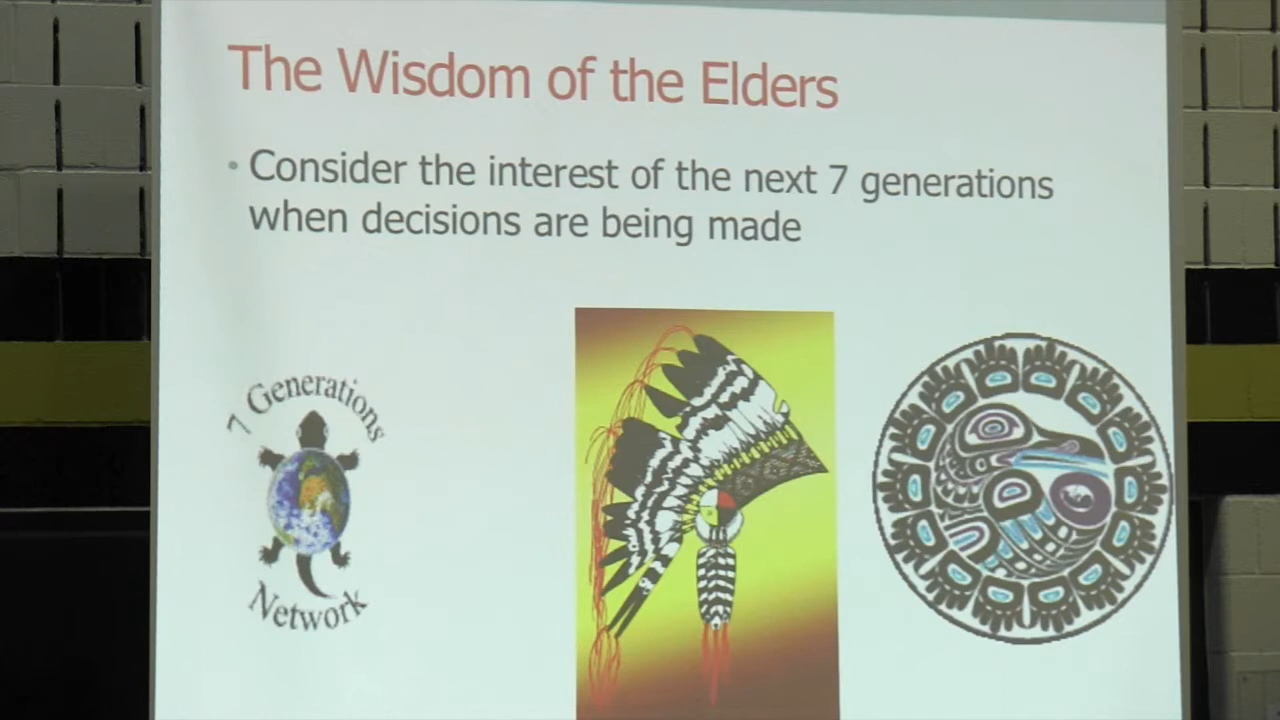 The Wisdom of the Elders
• Consider the interest of the next 7 generations
when decisions are being made
7 Generations
Network